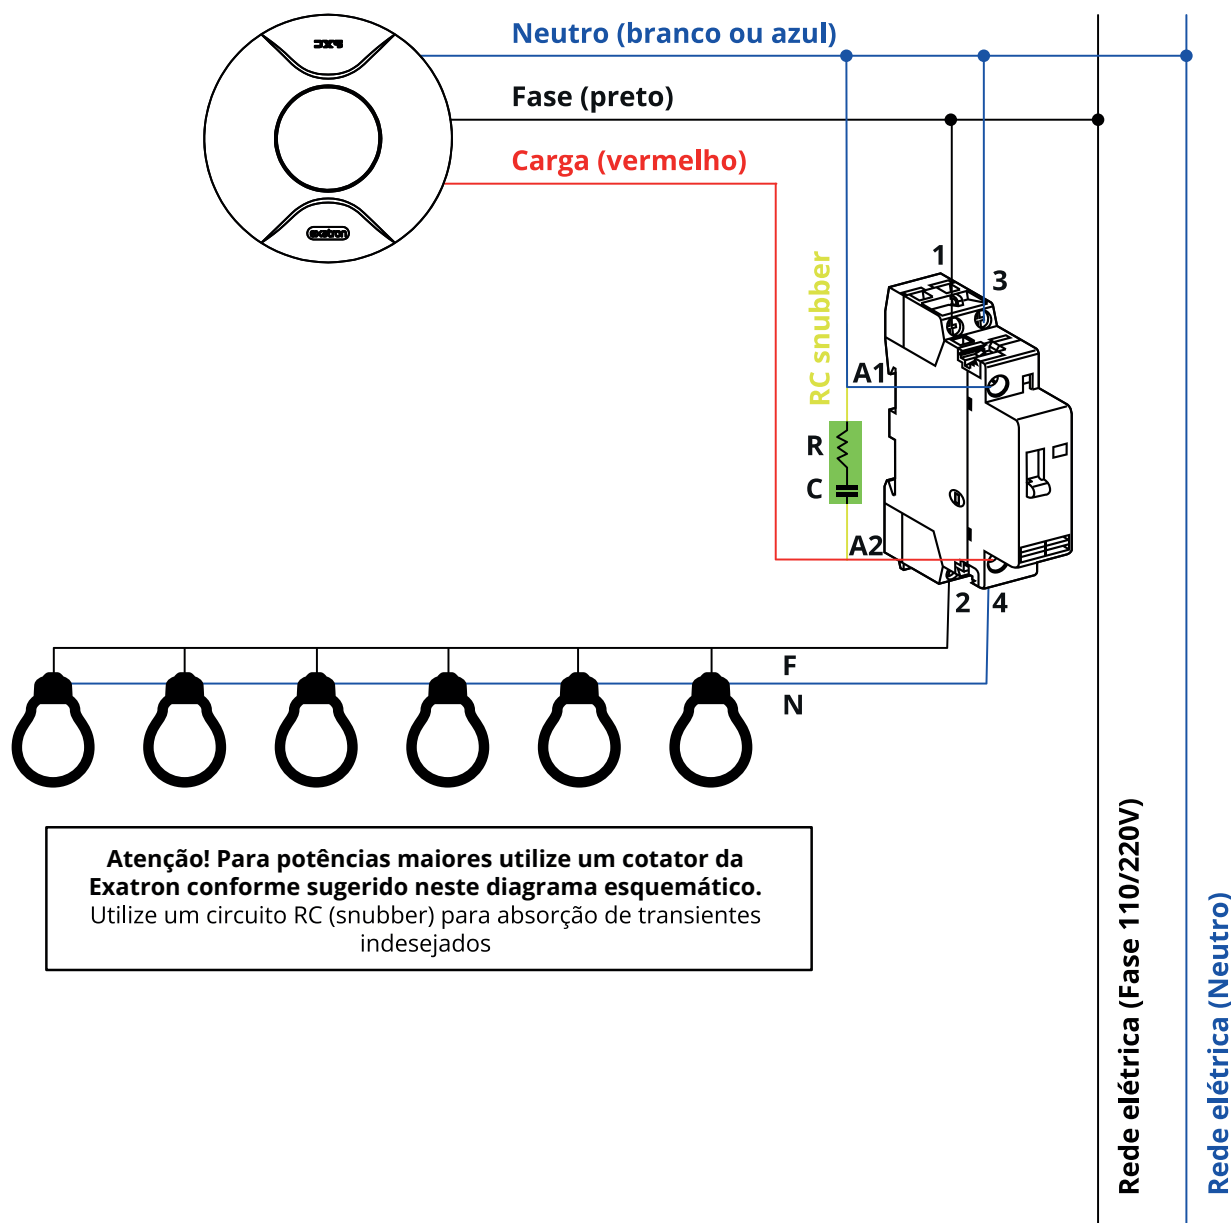 Neutro (branco ou azul)
Fase (preto)
Carga (vermelho)
exatron
1
3
RC snubber
A1
R
C
A2
2
4
F
N
Atenção! Para potências maiores utilize um cotator da
Exatron conforme sugerido neste diagrama esquemático.
Utilize um circuito RC (snubber) para absorção de transientes
indesejados
Rede elétrica (Fase 110/220V)
Rede elétrica (Neutro)